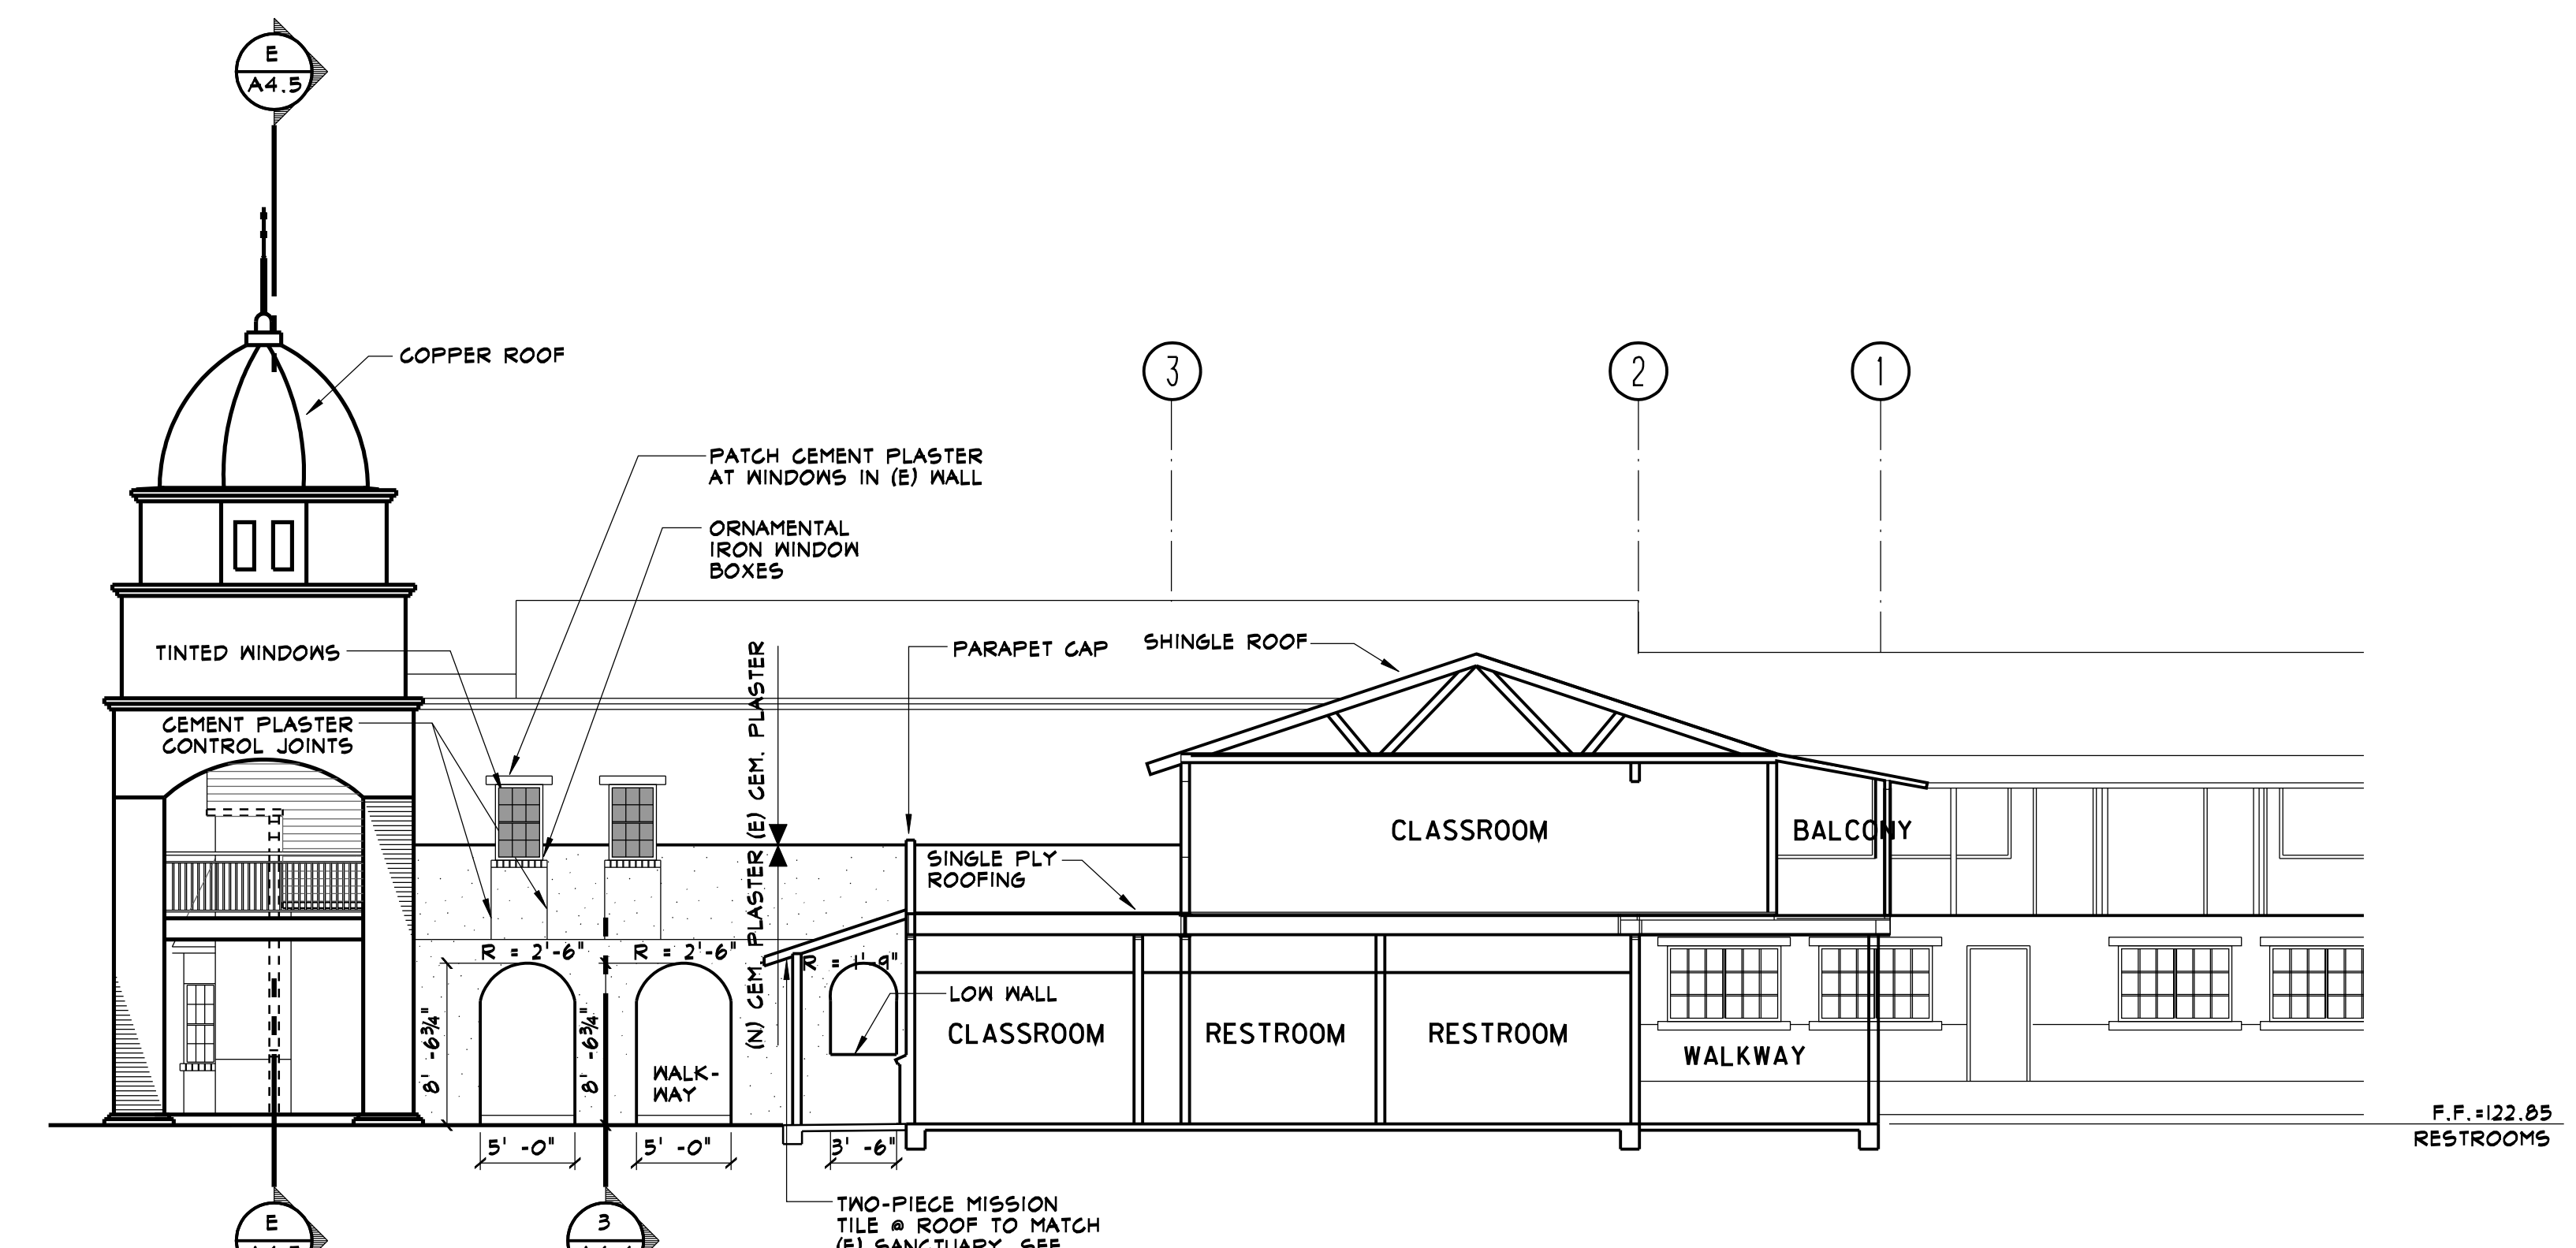 E
A4.5
COPPER ROOF
3
2
1
PATCH CEMENT PLASTER
AT WINDOWS IN (E) WALL
ORNAMENTAL
IRON WINDOW
BOXES
TINTED WINDOWS
PARAPET CAP
SHINGLE ROOF
CEMENT PLASTER
CONTROL JOINTS
(E) CEM. PLASTER
(N) CEM. PLASTER
CLASSROOM
BALCONY
SINGLE PLY
ROOFING
R = 2'-6"
R = 2'-6"
R = 1'-9"
LOW WALL
8' -6¾"
8' -6¾"
CLASSROOM
RESTROOM
RESTROOM
WALKWAY
WALK-
WAY
F.F.=122.85
RESTROOMS
5' -0"
5' -0"
3' -6"
TWO-PIECE MISSION
TILE @ ROOF TO MATCH
(E) SANCTUARY, SEE
E
3